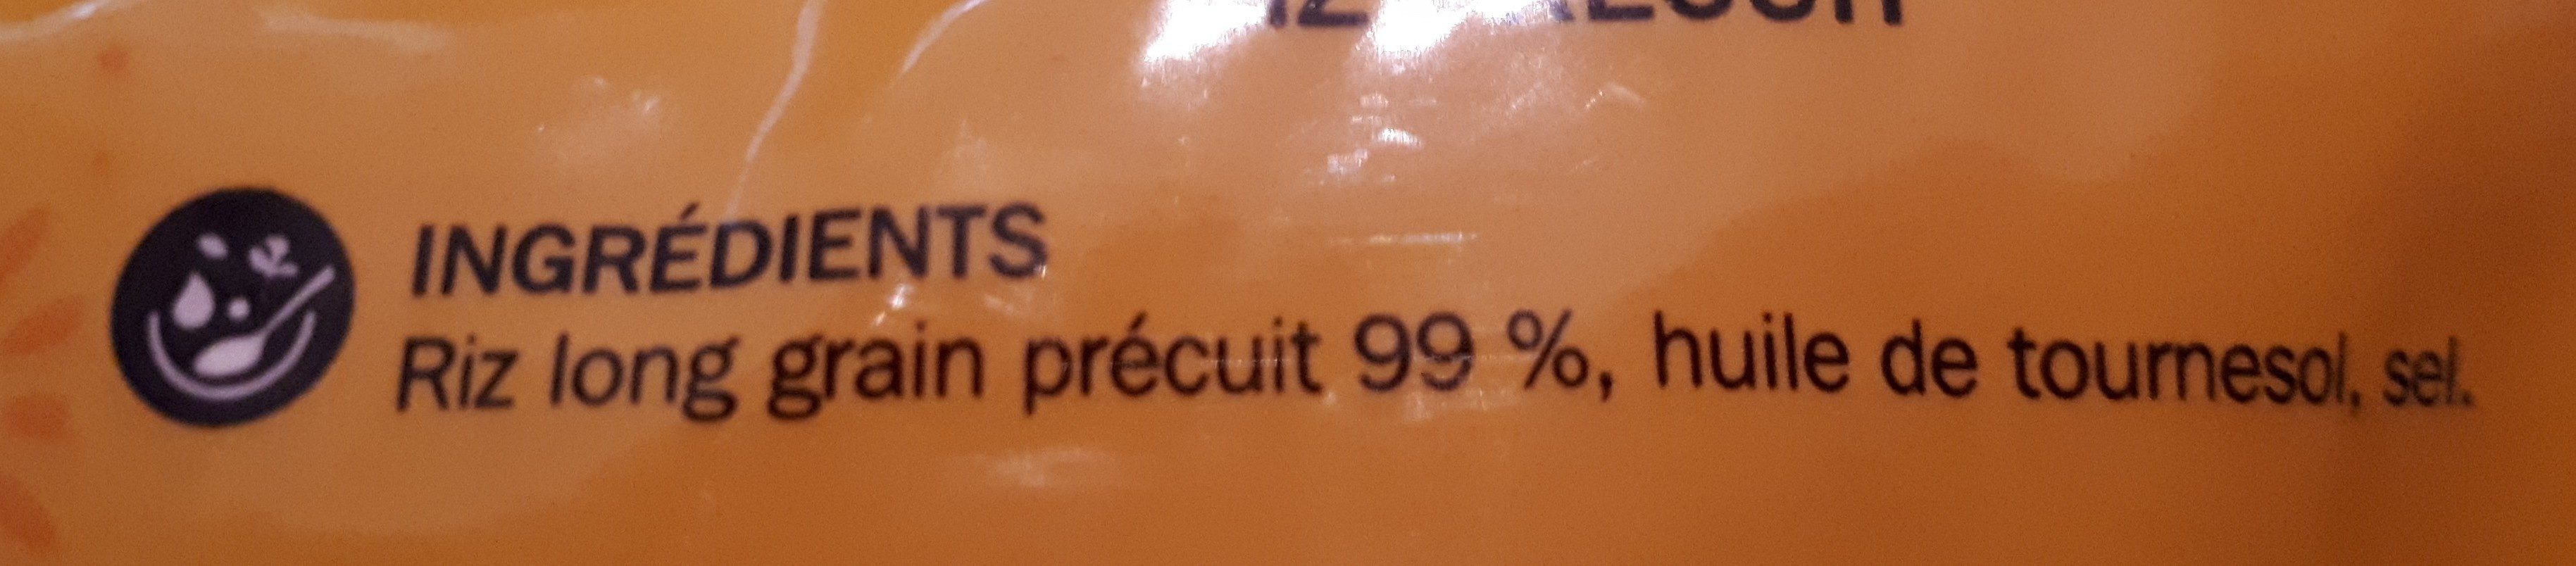 INGRÉDIENTS
Riz long grain précuit 99 %, huile de tournesol, sel.